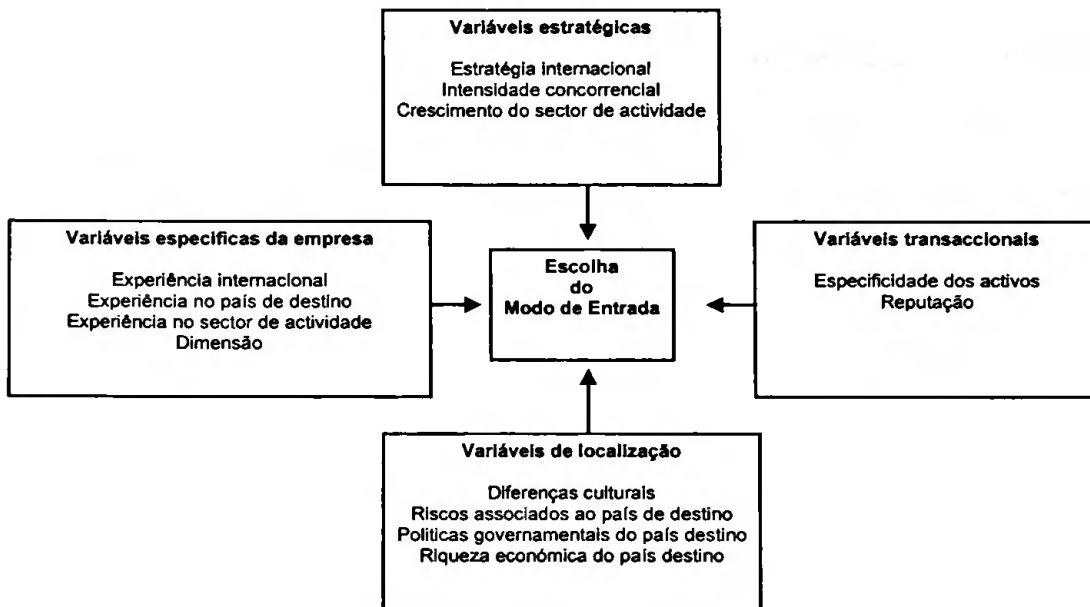 Variáveis estratégicas
Estratégia internacional
Intensidade concorrencial
Crescimento do sector de actividade
Variáveis especificas da empresa
Experiência internacional
Experiência no país de destino
Experiência no sector de actividade
Dimensão
Escolha
do
Modo de Entrada
Variáveis transaccionais
Especificidade dos activos
Reputação
Variáveis de localização
Diferenças culturais
Riscos associados ao país de destino
Politicas governamentais do país destino
Riqueza económica do país destino